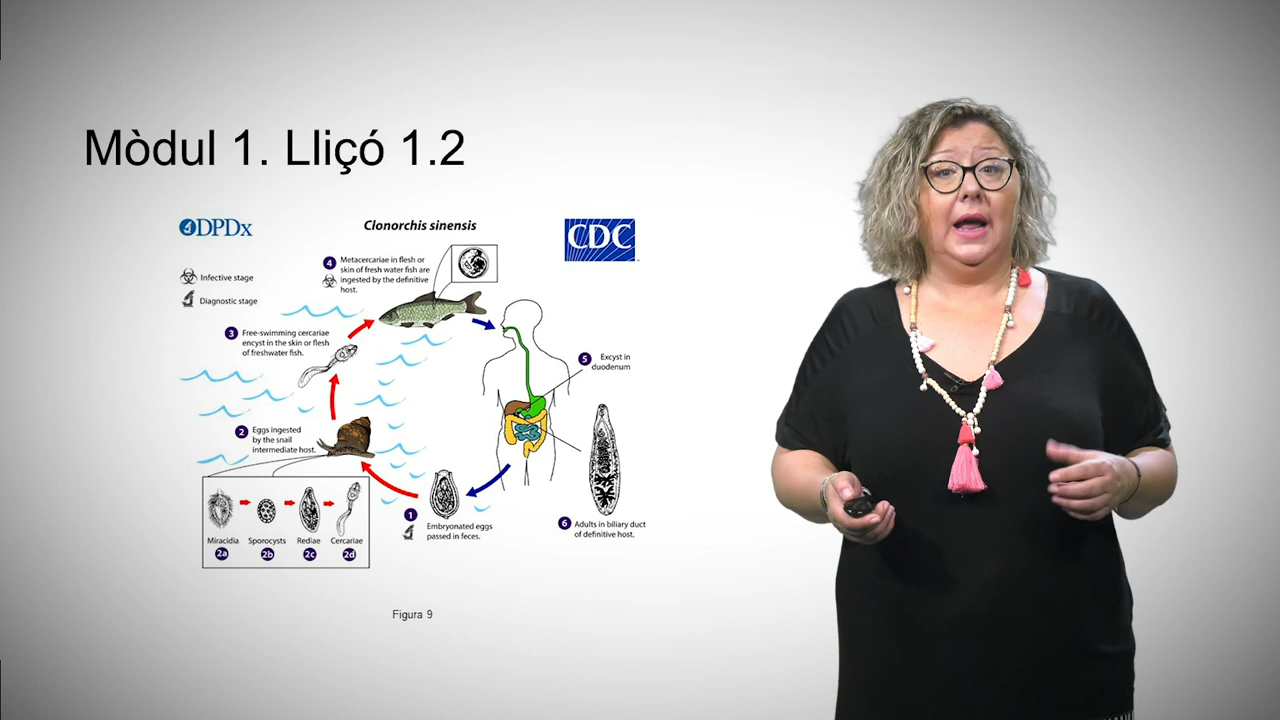 Mòdul 1. Lliçó 1.2
DPDx
Clonorchis sinensis
CDC
Infective stage
Diagnostic stage
4 Metacercariae in flesh or
skin of fresh water fish are
ingested by the definitive
host.
3 Free-swimming cercariae
encyst in the skin or flesh
of freshwater fish.
5 Excyst in
duodenum
2 Eggs ingested
by the snail
intermediate host.
1
Embryonated eggs
passed in feces.
6 Adults in biliary duct
of definitive host.
Miracidia Sporocysts Rediae Cercariae
2a 2b 2c 2d
Figura 9